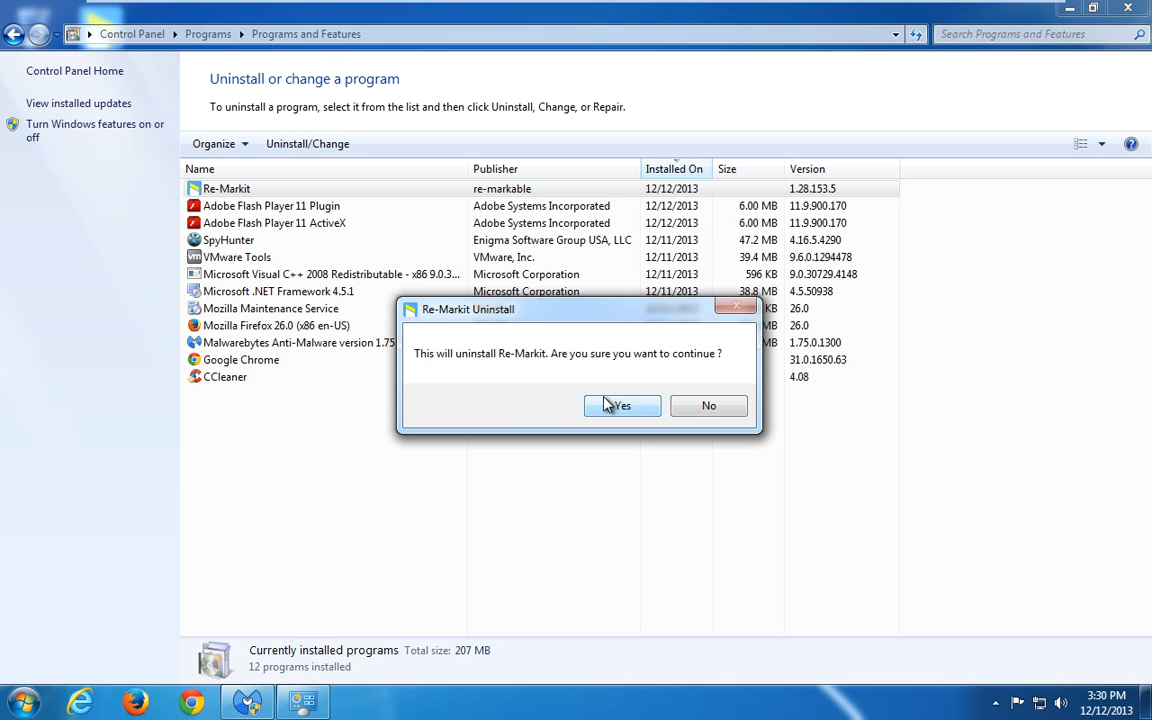 Control Panel Programs Programs and Features Search Programs and Features
Control Panel Home
View installed updates
Turn Windows features on or
off
Uninstall or change a program
To uninstall a program, select it from the list and then click Uninstall, Change, or Repair.
Organize Uninstall/Change
Name Publisher Installed On Size Version
Re-Markit re-markable 12/12/2013 1.28.153.5
Adobe Flash Player 11 Plugin Adobe Systems Incorporated 12/12/2013 6.00 MB 11.9.900.170
Adobe Flash Player 11 ActiveX Adobe Systems Incorporated 12/12/2013 6.00 MB 11.9.900.170
SpyHunter Enigma Software Group USA, LLC 12/11/2013 47.2 MB 4.16.5.4290
VMware Tools VMware, Inc. 12/11/2013 39.4 MB 9.6.0.1294478
Microsoft Visual C++ 2008 Redistributable - x86 9.0.3... Microsoft Corporation 12/11/2013 596 KB 9.0.30729.4148
Microsoft .NET Framework 4.5.1 Microsoft Corporation 12/11/2013 38.8 MB 4.5.50938
Mozilla Maintenance Service KB 26.0
Mozilla Firefox 26.0 (x86 en-US) MB 26.0
Malwarebytes Anti-Malware version 1.75 MB 1.75.0.1300
Google Chrome 31.0.1650.63
CCleaner 4.08
Re-Markit Uninstall
This will uninstall Re-Markit. Are you sure you want to continue ?
Yes No
Currently installed programs Total size: 207 MB
12 programs installed
3:30 PM
12/12/2013